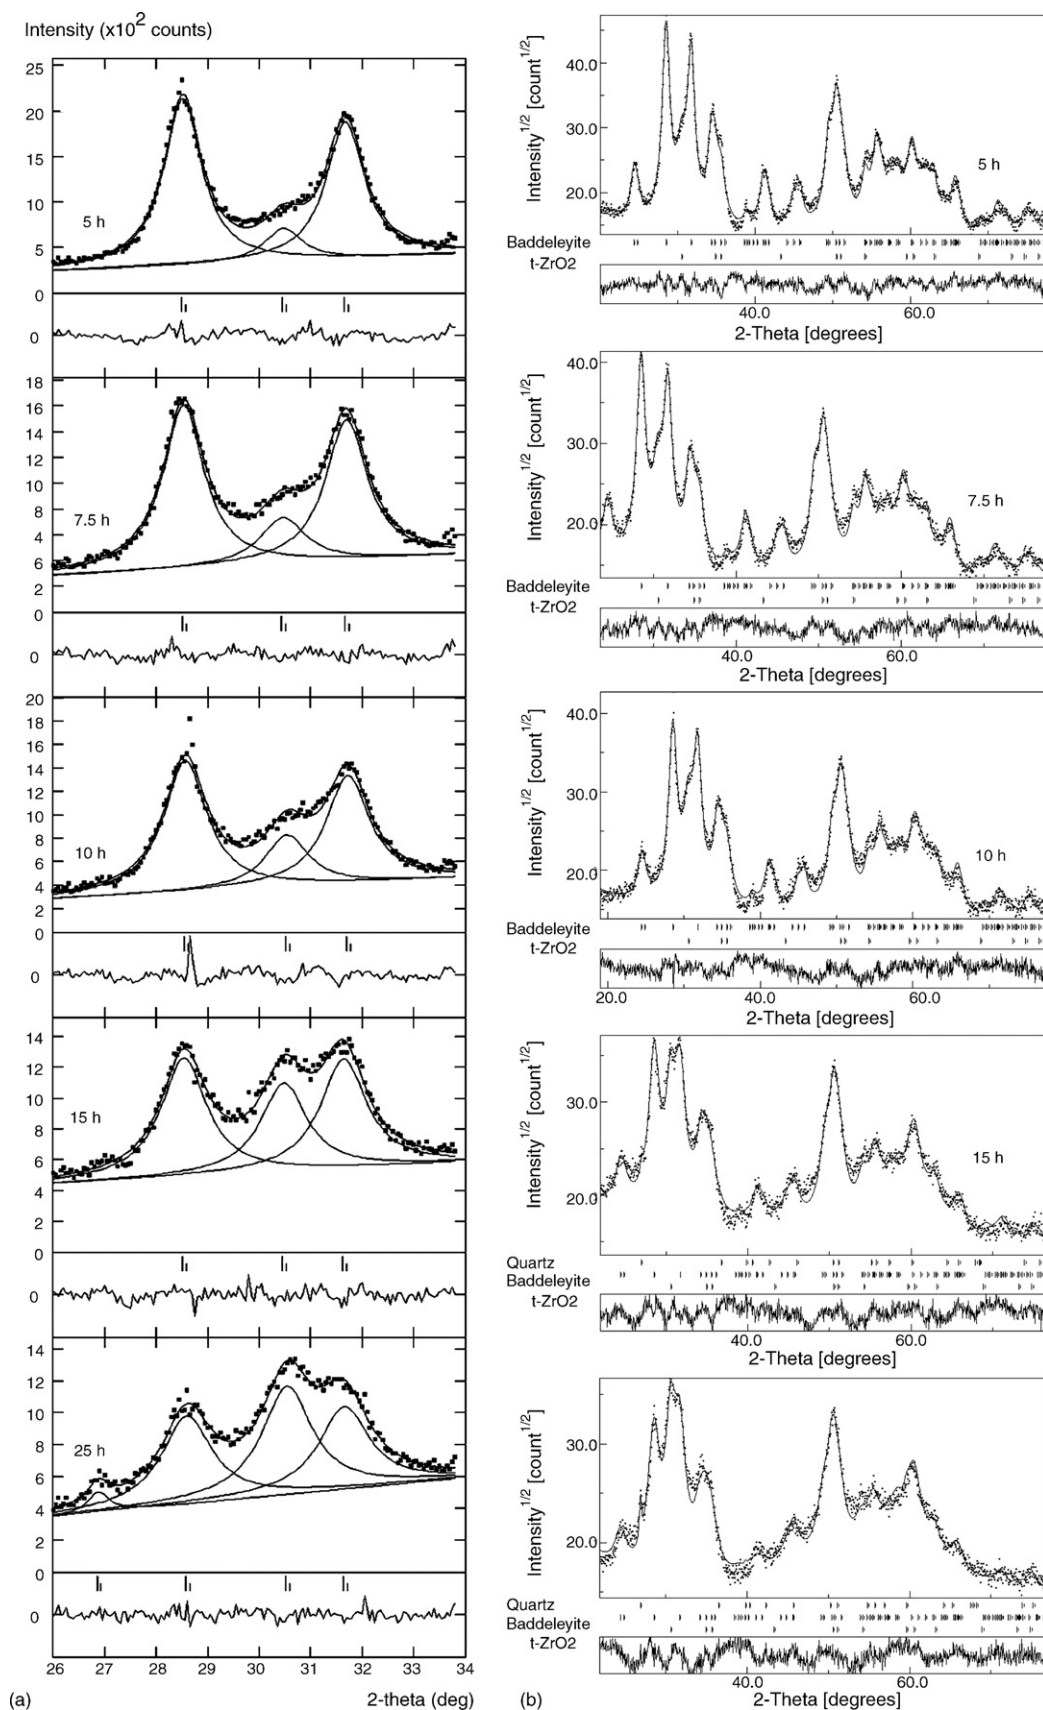 Intensity (x10² counts)
25
20
15
10
5
0
5 h
0
18
16
14
12
10
8
4
6
2
0
7.5 h
0
20
18
16
14
12
10
8
6
4
2
0
10 h
0
14
12
10
8
6
4
2
0
15 h
0
14
12
10
8
6
4
2
0
25 h
0
26 27 28 29 30 31 32 33 34
(a) 2-theta (deg)
Intensity^1/2 [count^1/2]
40.0
30.0
20.0
5 h
Baddeleyite
t-ZrO2
40.0 60.0
2-Theta [degrees]
Intensity^1/2 [count^1/2]
40.0
30.0
20.0
7.5 h
Baddeleyite
t-ZrO2
40.0 60.0
2-Theta [degrees]
Intensity^1/2 [count^1/2]
40.0
30.0
20.0
10 h
Baddeleyite
t-ZrO2
20.0 40.0 60.0
2-Theta [degrees]
Intensity^1/2 [count^1/2]
30.0
20.0
15 h
Quartz
Baddeleyite
t-ZrO2
40.0 60.0
2-Theta [degrees]
Intensity^1/2 [count^1/2]
30.0
20.0
Quartz
Baddeleyite
t-ZrO2
40.0 60.0
(b) 2-Theta [degrees]